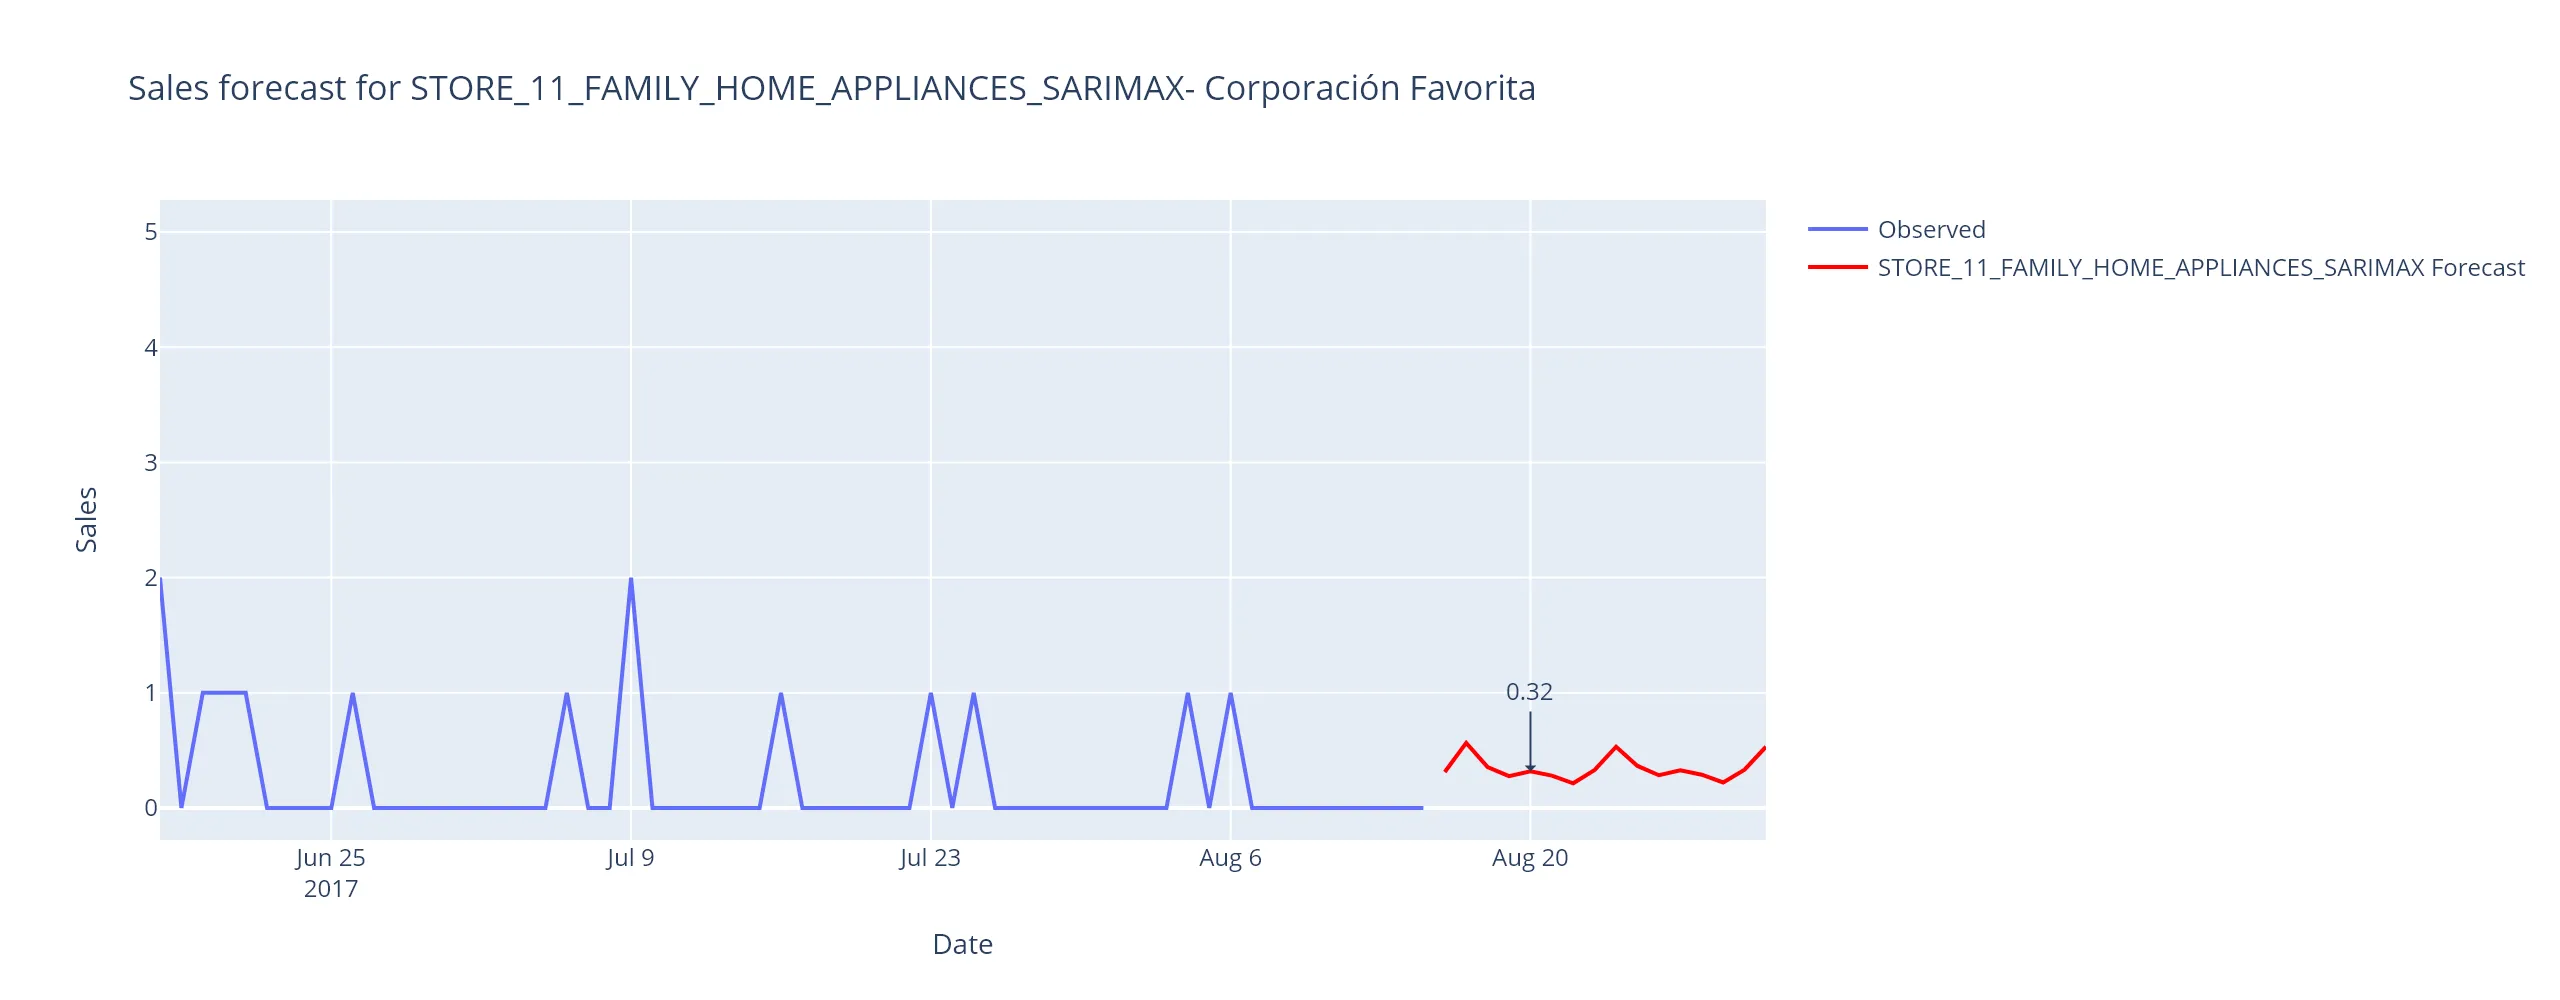 Sales forecast for STORE_11_FAMILY_HOME_APPLIANCES_SARIMAX- Corporación Favorita
Observed
STORE_11_FAMILY_HOME_APPLIANCES_SARIMAX Forecast
5
4
3
2
1
0
Sales
0.32
Jun 25
2017
Jul 9
Jul 23
Aug 6
Aug 20
Date